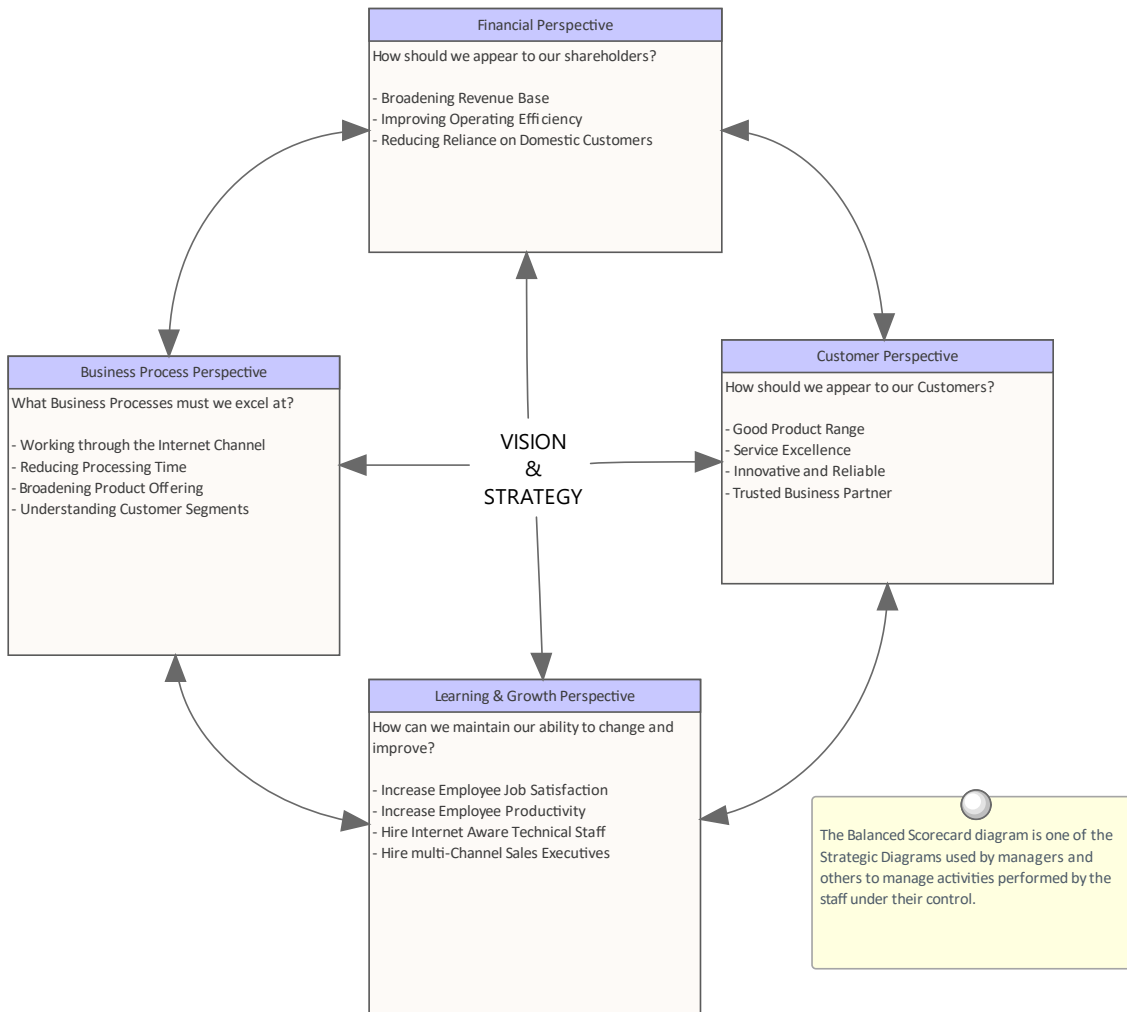 Financial Perspective
How should we appear to our shareholders?
- Broadening Revenue Base
- Improving Operating Efficiency
- Reducing Reliance on Domestic Customers
Business Process Perspective
What Business Processes must we excel at?
- Working through the Internet Channel
- Reducing Processing Time
- Broadening Product Offering
- Understanding Customer Segments
VISION
&
STRATEGY
Customer Perspective
How should we appear to our Customers?
- Good Product Range
- Service Excellence
- Innovative and Reliable
- Trusted Business Partner
Learning & Growth Perspective
How can we maintain our ability to change and
improve?
- Increase Employee Job Satisfaction
- Increase Employee Productivity
- Hire Internet Aware Technical Staff
- Hire multi-Channel Sales Executives
The Balanced Scorecard diagram is one of the
Strategic Diagrams used by managers and
others to manage activities performed by the
staff under their control.